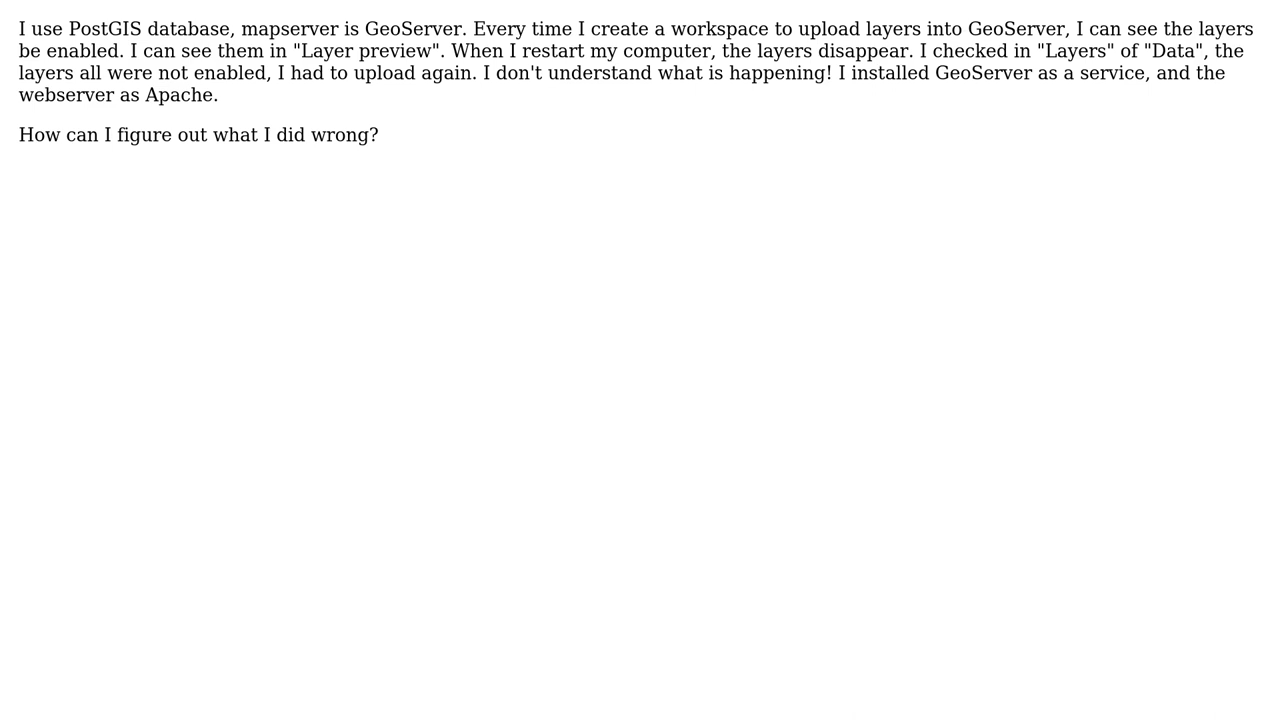 I use PostGIS database, mapserver is GeoServer. Every time I create a workspace to upload layers into GeoServer, I can see the layers
be enabled. I can see them in "Layer preview". When I restart my computer, the layers disappear. I checked in "Layers" of "Data", the
layers all were not enabled, I had to upload again. I don't understand what is happening! I installed GeoServer as a service, and the
webserver as Apache.
How can I figure out what I did wrong?